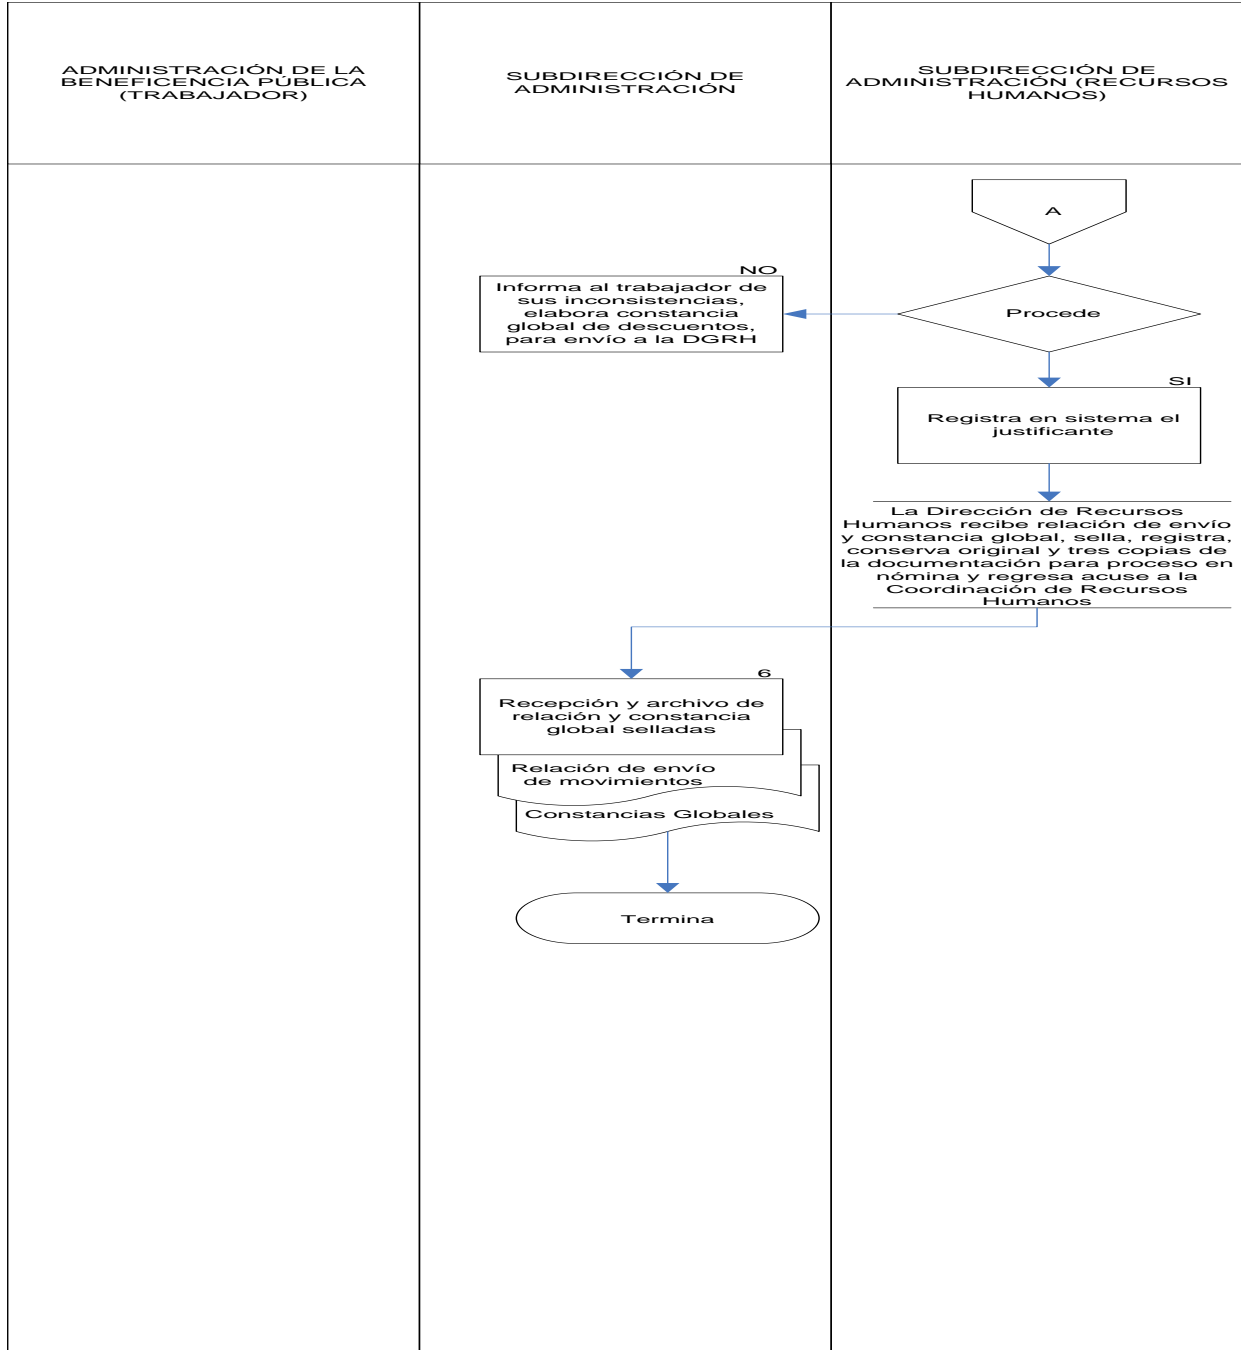 ADMINISTRACIÓN DE LA
BENEFICENCIA PÚBLICA
(TRABAJADOR)
SUBDIRECCIÓN DE
ADMINISTRACIÓN
SUBDIRECCIÓN DE
ADMINISTRACIÓN (RECURSOS
HUMANOS)
A
Procede
NO
Informa al trabajador de
sus inconsistencias,
elabora constancia
global de descuentos,
para envío a la DGRH
SI
Registra en sistema el
justificante
La Dirección de Recursos
Humanos recibe relación de envío
y constancia global, sella, registra,
conserva original y tres copias de
la documentación para proceso en
nómina y regresa acuse a la
Coordinación de Recursos
Humanos
6
Recepción y archivo de
relación y constancia
global selladas
Relación de envío
de movimientos
Constancias Globales
Termina